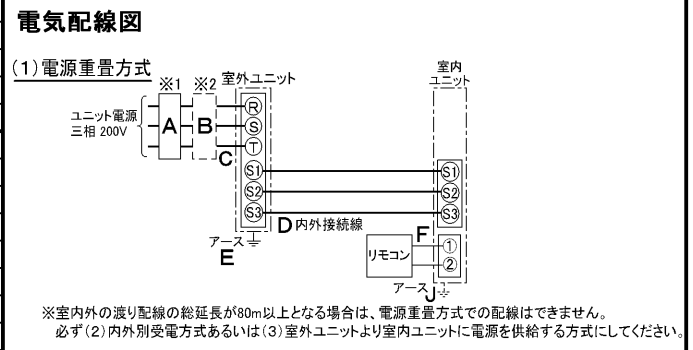 電気配線図
(1)電源重畳方式
※1 ※2 室外ユニット
室内
ユニット
ユニット電源
三相 200V
A B
C
R
S
T
S1
S2
S3
S1
S2
S3
D 内外接続線
アース
E
リモコン
F
①
②
アース J
※室内外の渡り配線の総延長が80m以上となる場合は、電源重畳方式での配線はできません。
必ず(2)内外別受電方式あるいは(3)室外ユニットより室内ユニットに電源を供給する方式にしてください。